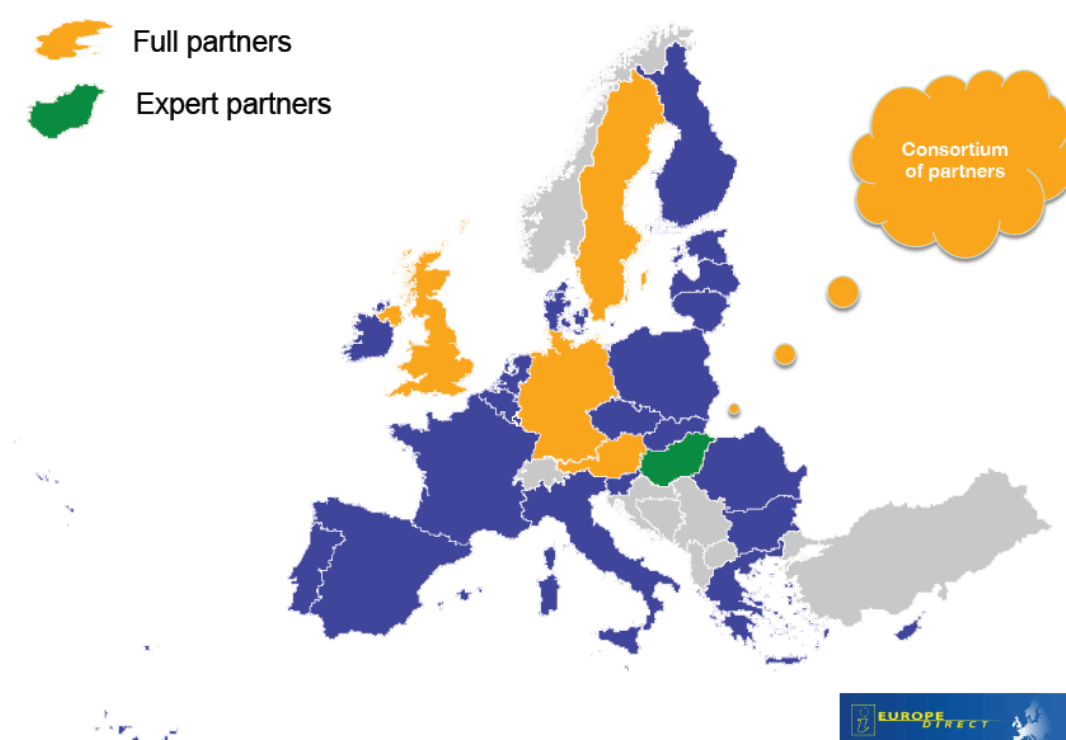 Full partners
Expert partners
Consortium
of partners
EUROPE
DIRECT